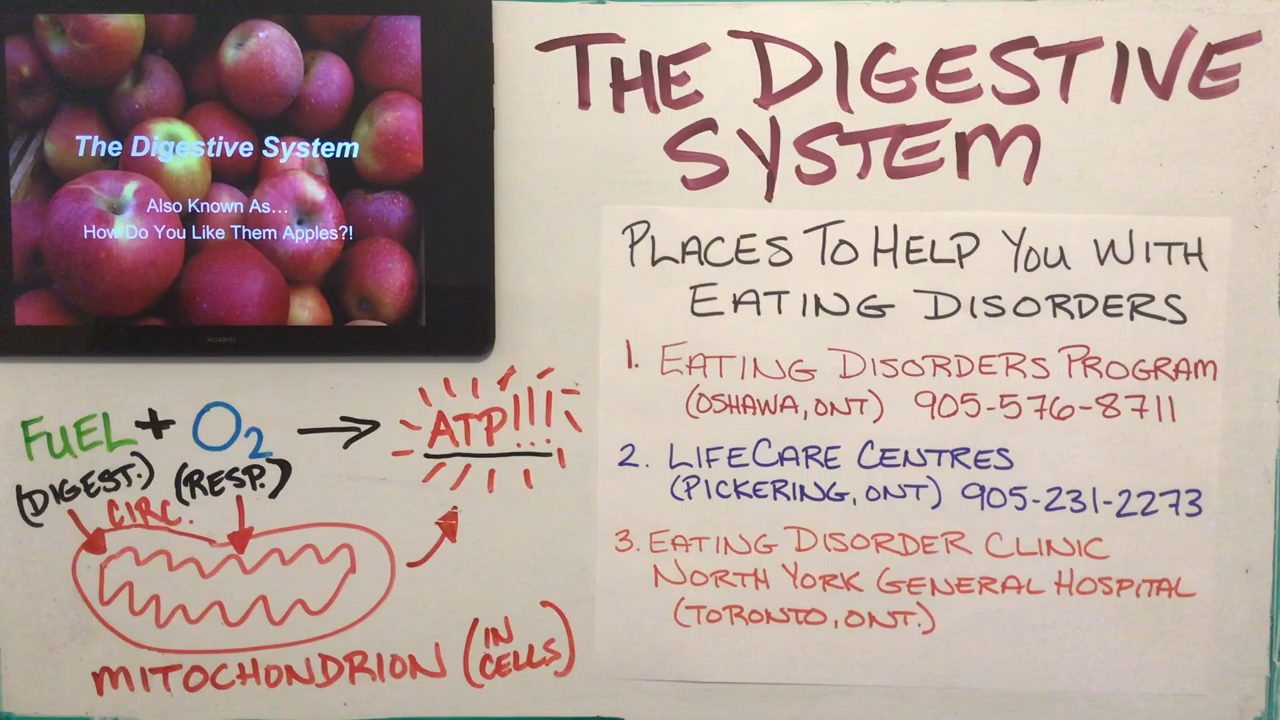 The Digestive System
Also Known As...
How Do You Like Them Apples?!
HUAWEI
THE DIGESTIVE
SYSTEM
PLACES TO HELP YOU WITH
EATING DISORDERS
1. EATING DISORDERS PROGRAM
(OSHAWA, ONT) 905-576-8711
2. LIFECARE CENTRES
(PICKERING, ONT) 905-231-2273
3. EATING DISORDER CLINIC
NORTH YORK GENERAL HOSPITAL
(TORONTO, ONT.)
FUEL + O2 → ATP!!!
(DIGEST.) (RESP.)
CIRC.
MITOCHONDRION (IN CELLS)